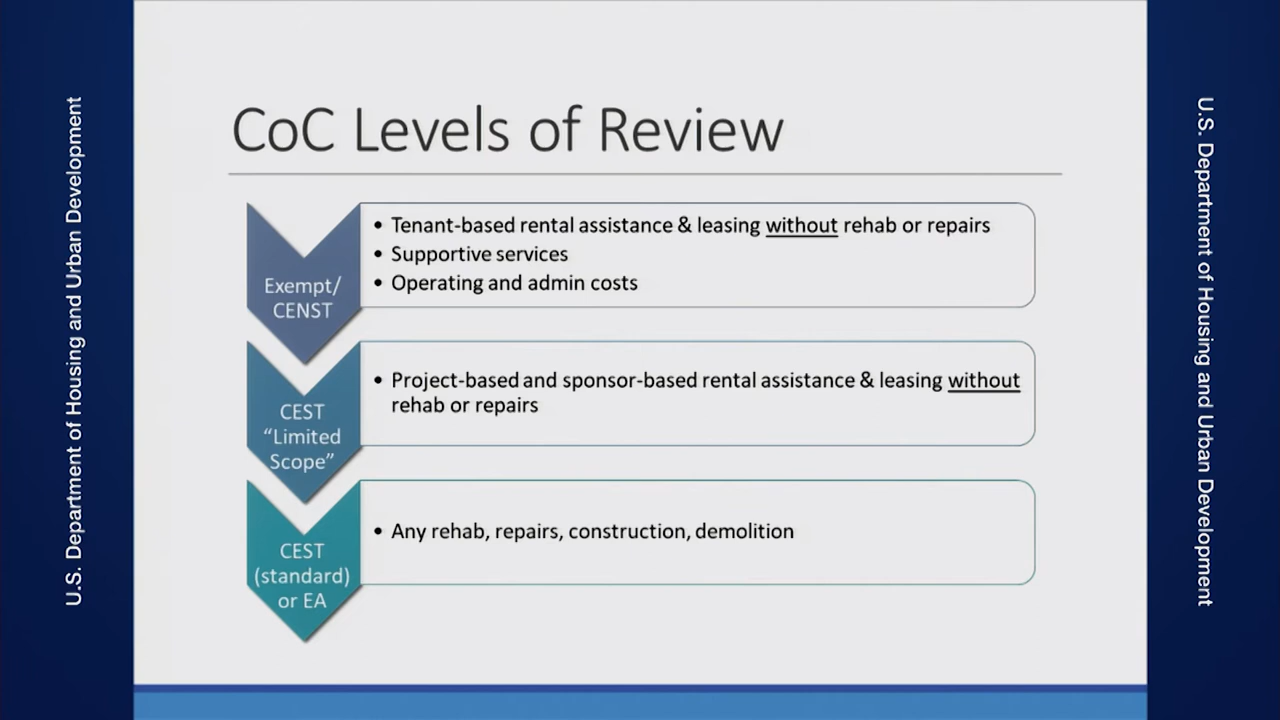 U.S. Department of Housing and Urban Development
CoC Levels of Review
Exempt/
CENST
• Tenant-based rental assistance & leasing without rehab or repairs
• Supportive services
• Operating and admin costs
CEST
“Limited
Scope”
• Project-based and sponsor-based rental assistance & leasing without
rehab or repairs
CEST
(standard)
or EA
• Any rehab, repairs, construction, demolition
U.S. Department of Housing and Urban Development